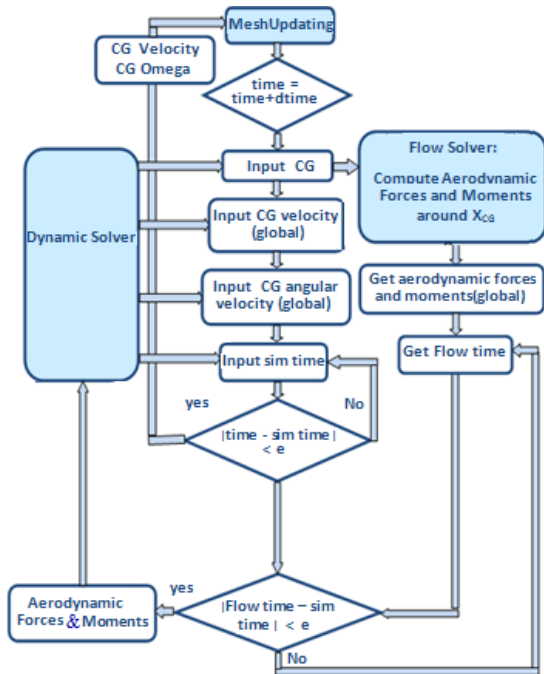 MeshUpdating
CG Velocity
CG Omega
time =
time+dtime
Input CG
Flow Solver:
Compute Aerodynamic
Forces and Moments
around XCG
Dynamic Solver
Input CG velocity
(global)
Get aerodynamic forces
and moments(global)
Input CG angular
velocity (global)
Input sim time
Get Flow time
yes
No
|time - sim time|
< e
yes
Aerodynamic
Forces & Moments
|Flow time – sim
time | < e
No